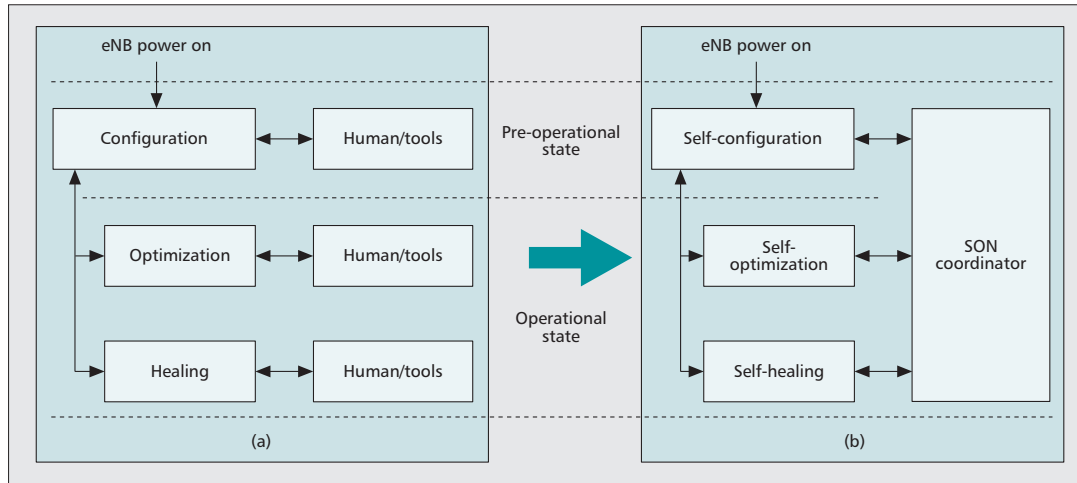 eNB power on
Configuration
Human/tools
Optimization
Human/tools
Healing
Human/tools
(a)
Pre-operational
state
Operational
state
eNB power on
Self-configuration
Self-
optimization
Self-healing
SON
coordinator
(b)